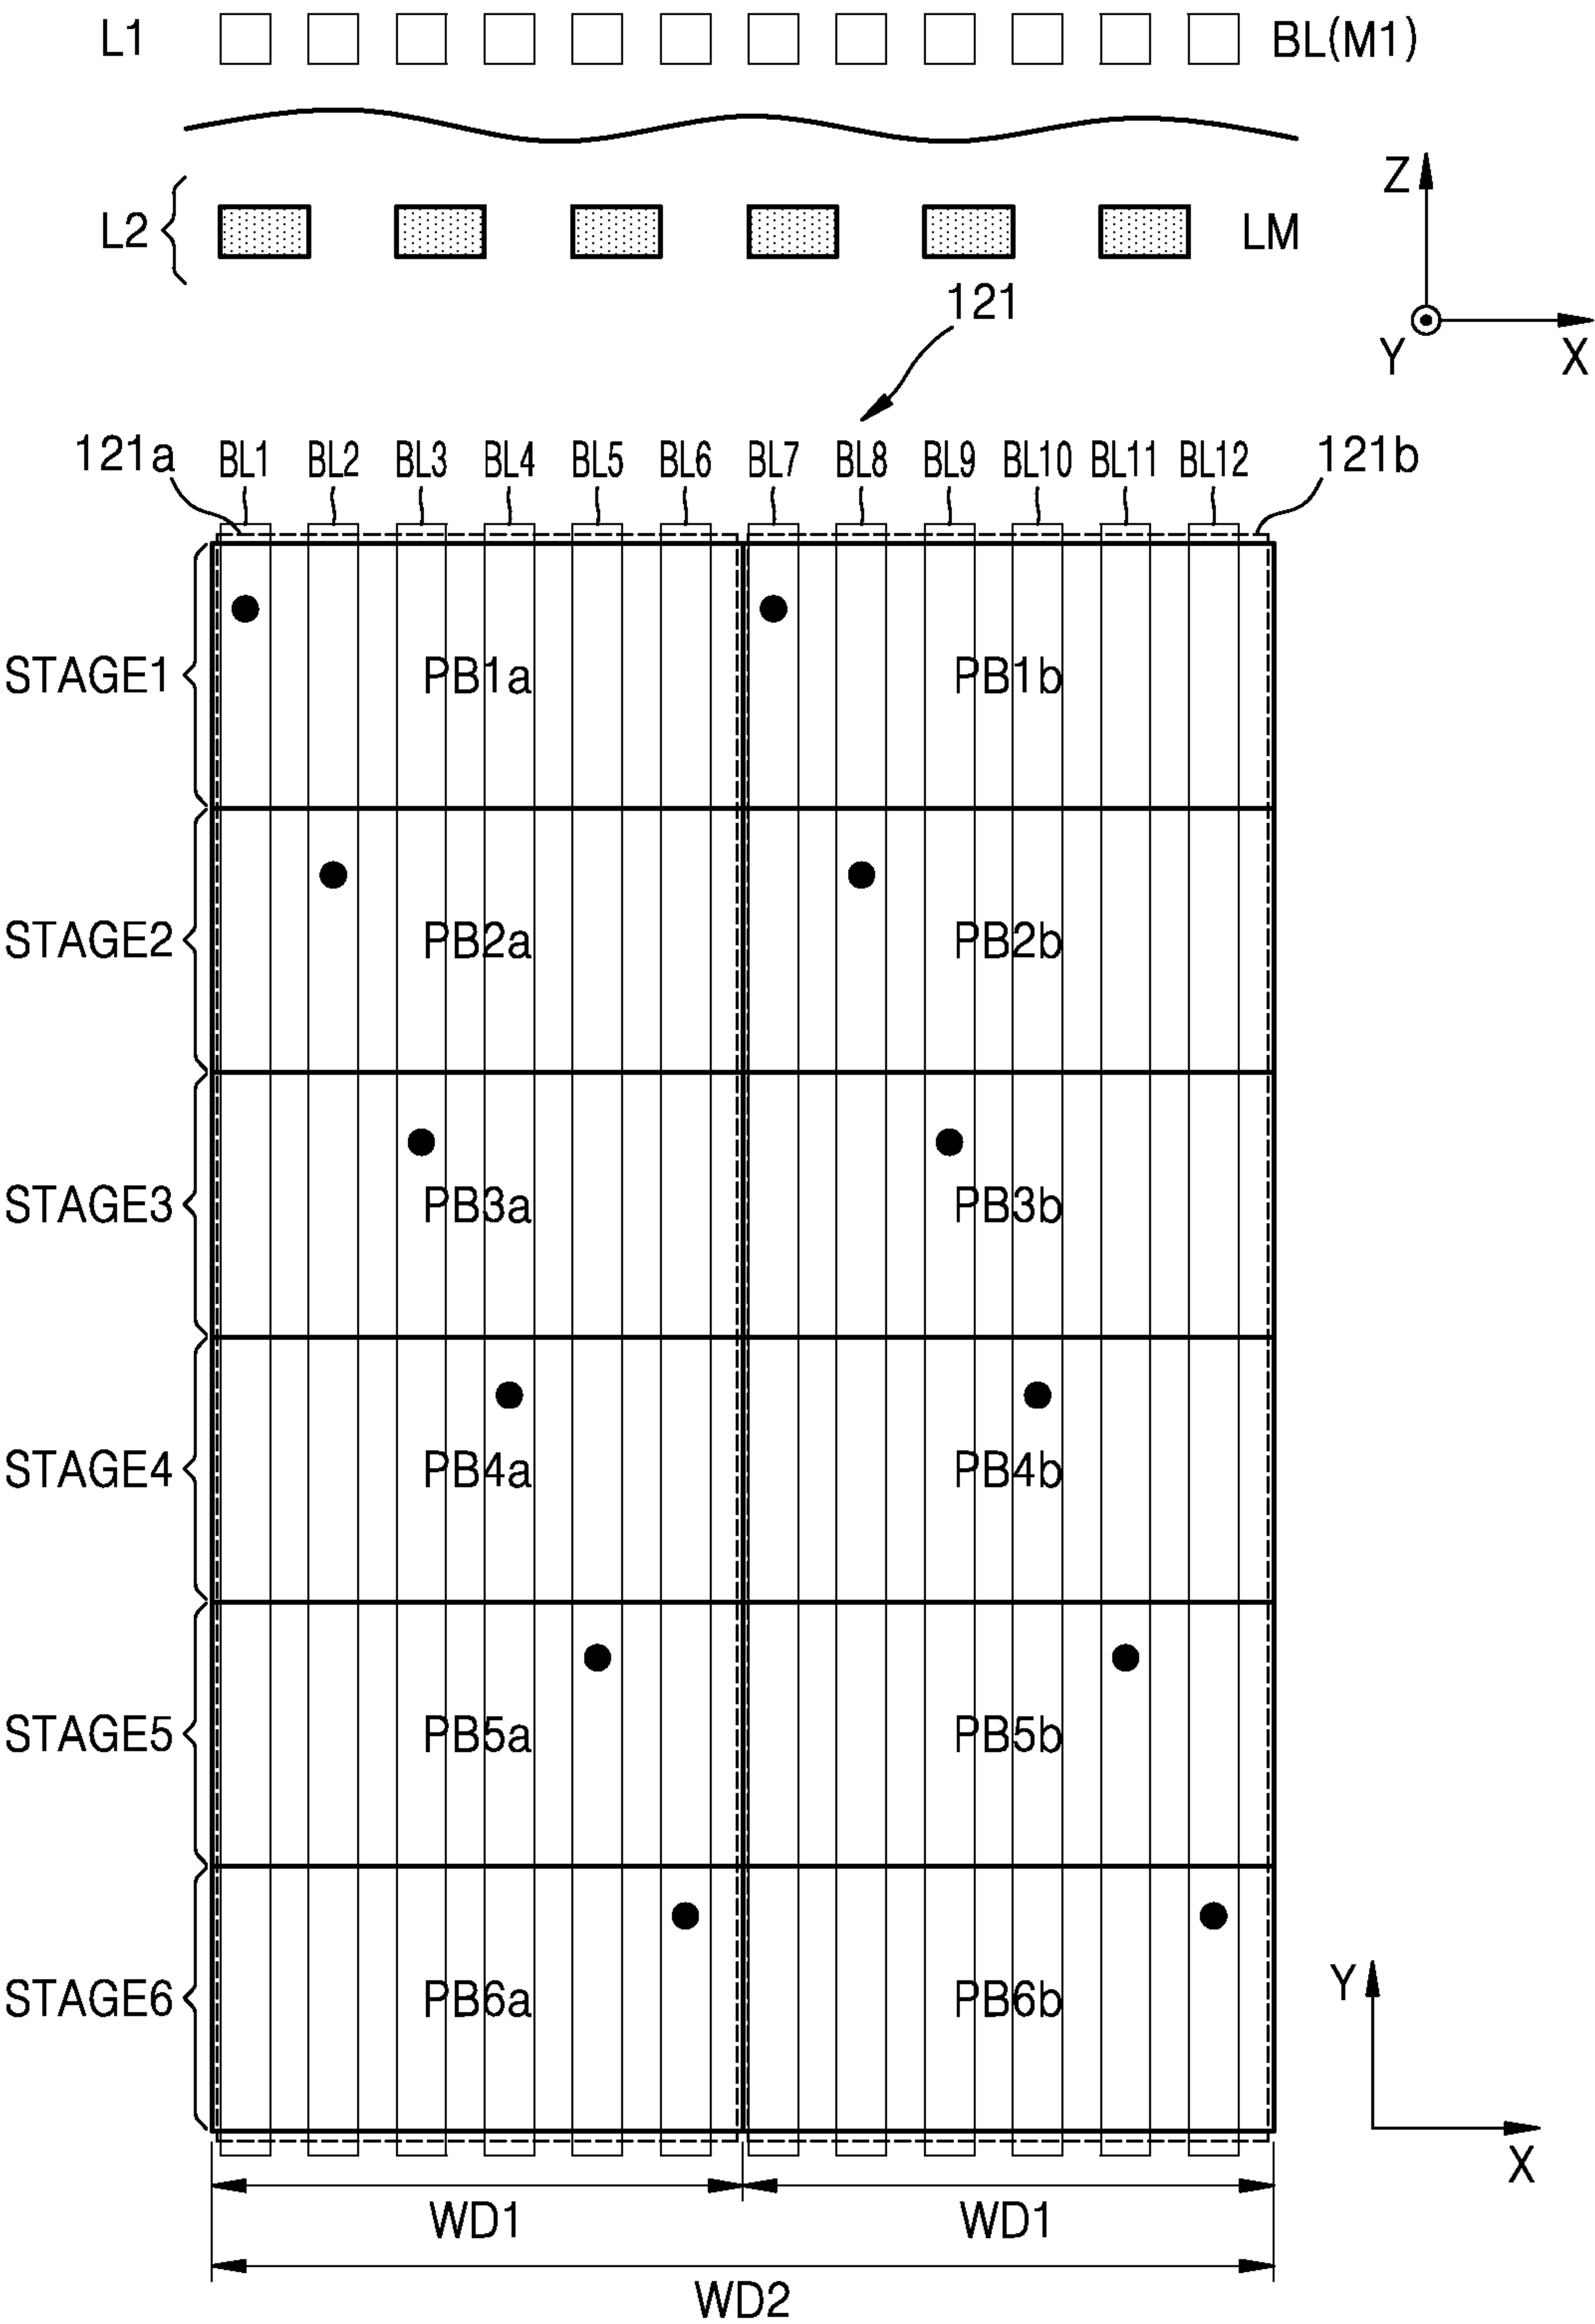 L1 BL(M1)
Z
L2 LM
121
Y X
121a BL1 BL2 BL3 BL4 BL5 BL6 BL7 BL8 BL9 BL10 BL11 BL12 121b
STAGE1 PB1a PB1b
STAGE2 PB2a PB2b
STAGE3 PB3a PB3b
STAGE4 PB4a PB4b
STAGE5 PB5a PB5b
Y
STAGE6 PB6a PB6b
X
WD1 WD1
WD2